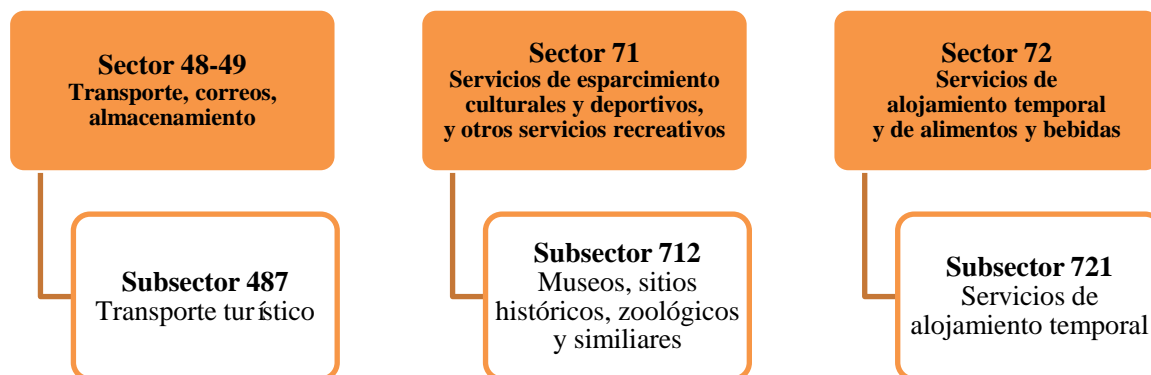 Sector 48-49
Transporte, correos,
almacenamiento
Subsector 487
Transporte turístico
Sector 71
Servicios de esparcimiento
culturales y deportivos,
y otros servicios recreativos
Subsector 712
Museos, sitios
históricos, zoológicos
y similiares
Sector 72
Servicios de
alojamiento temporal
y de alimentos y bebidas
Subsector 721
Servicios de
alojamiento temporal